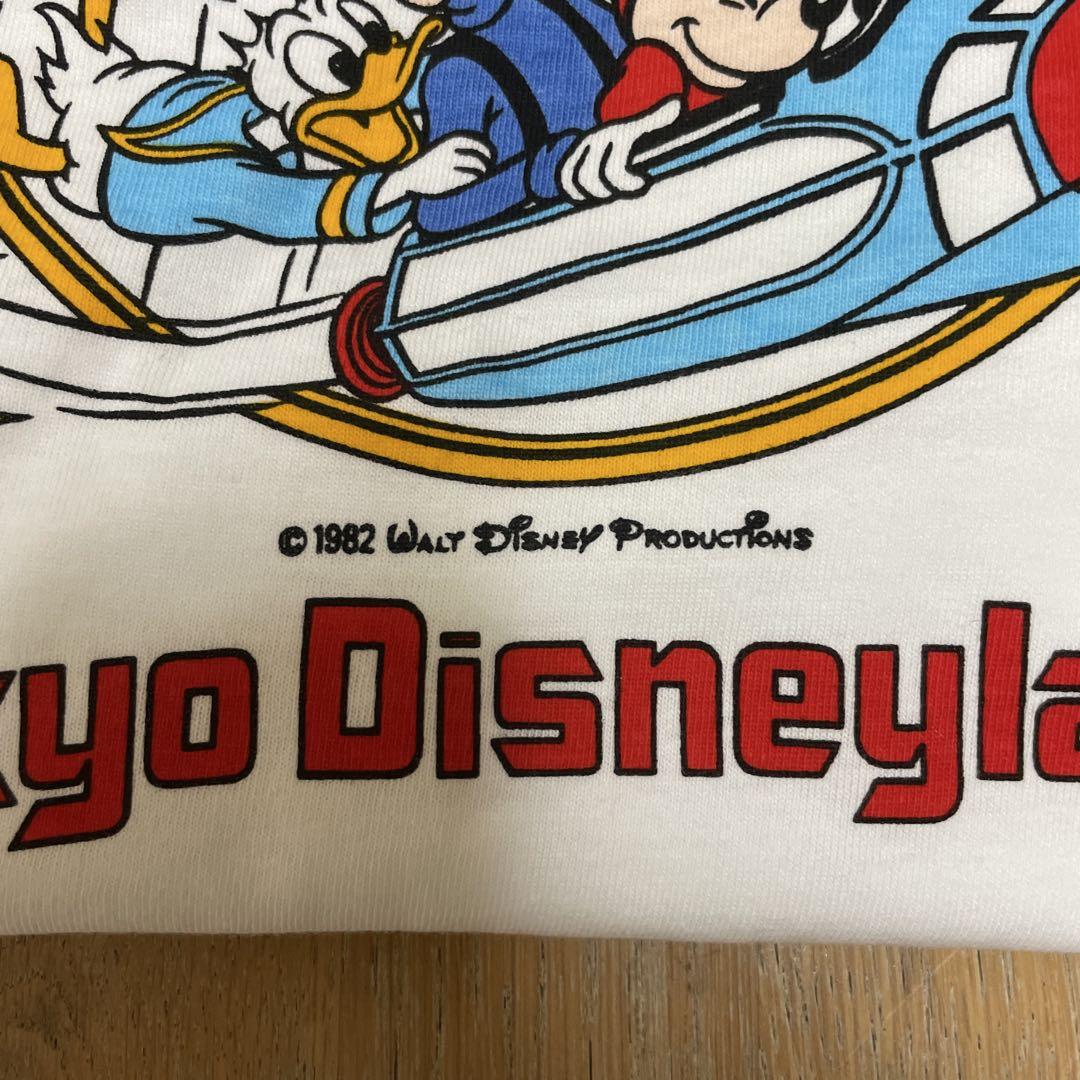 © 1982 WALT DISNEY PRODUCTIONS
kyo Disneyla